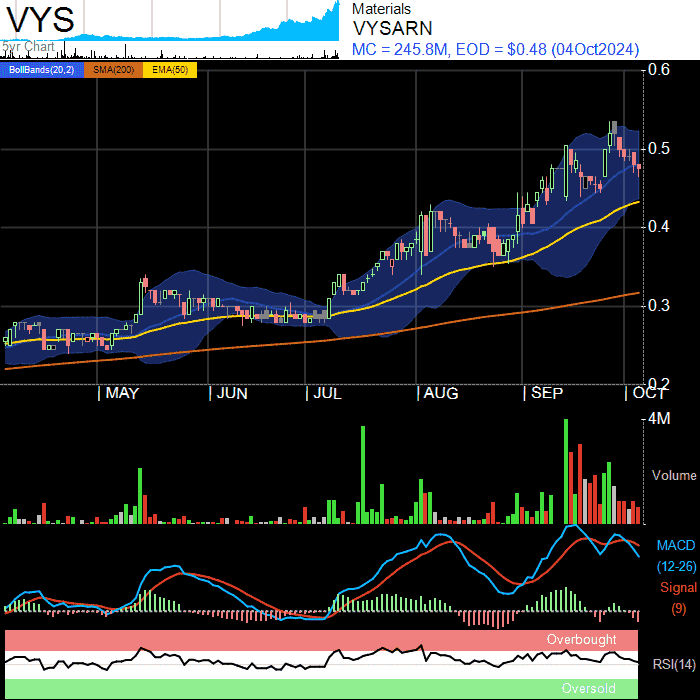 VYS
5yr Chart
Materials
VYSARN
MC = 245.8M, EOD = $0.48 (04Oct2024)
BollBands(20,2) SMA(200) EMA(50)
0.6
0.5
0.4
0.3
0.2
MAY JUN JUL AUG SEP OCT
4M
Volume
MACD
(12-26)
Signal
(9)
Overbought
RSI(14)
Oversold